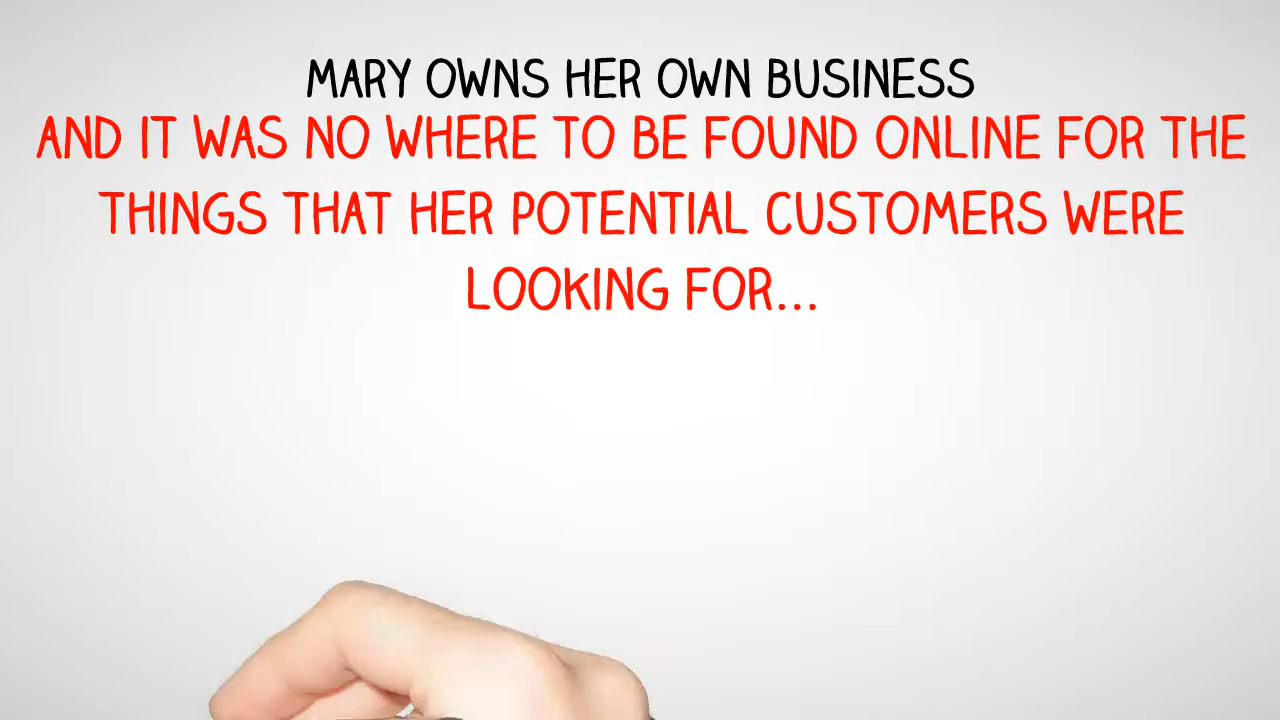 MARY OWNS HER OWN BUSINESS
AND IT WAS NO WHERE TO BE FOUND ONLINE FOR THE
THINGS THAT HER POTENTIAL CUSTOMERS WERE
LOOKING FOR...